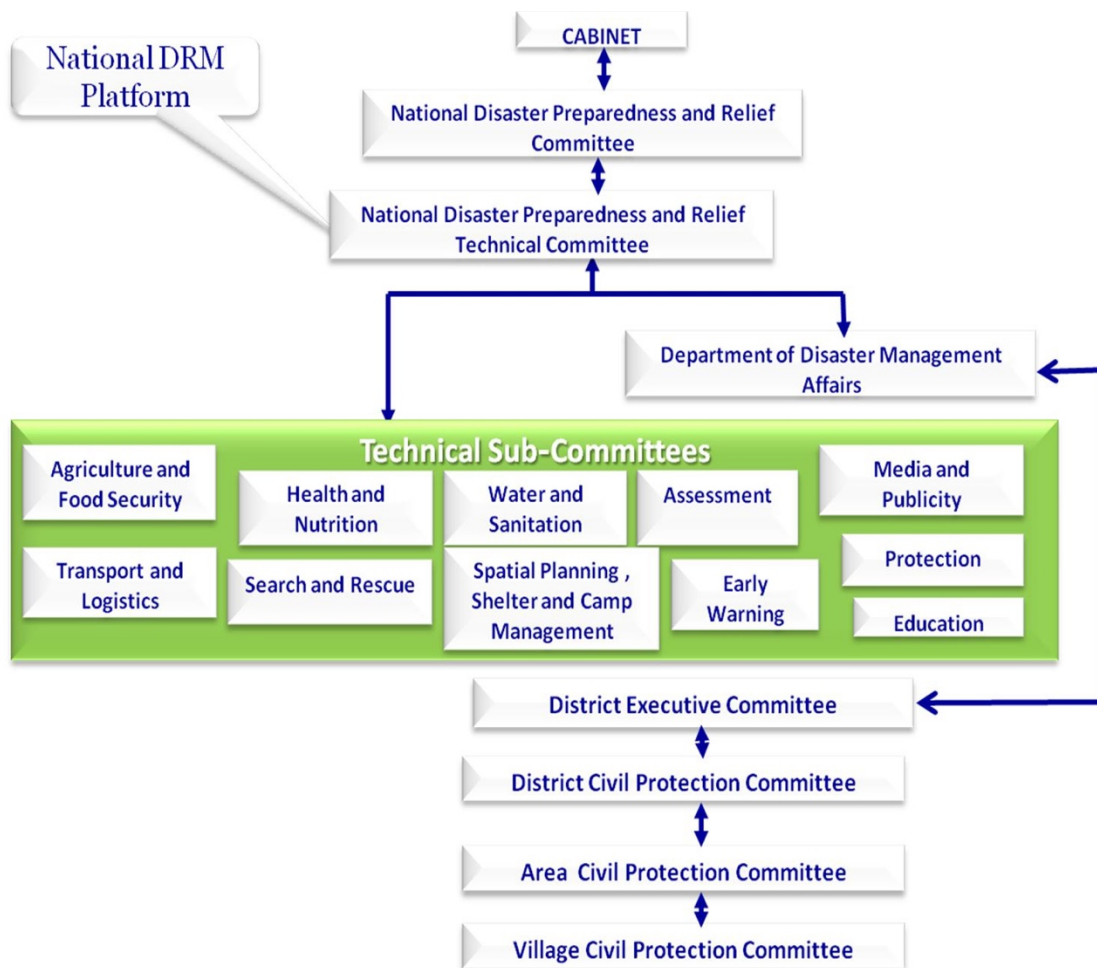 National DRM
Platform
CABINET
National Disaster Preparedness and Relief
Committee
National Disaster Preparedness and Relief
Technical Committee
Department of Disaster Management
Affairs
Technical Sub-Committees
Agriculture and
Food Security
Health and
Nutrition
Water and
Sanitation
Assessment
Media and
Publicity
Transport and
Logistics
Search and Rescue
Spatial Planning ,
Shelter and Camp
Management
Early
Warning
Protection
Education
District Executive Committee
District Civil Protection Committee
Area Civil Protection Committee
Village Civil Protection Committee